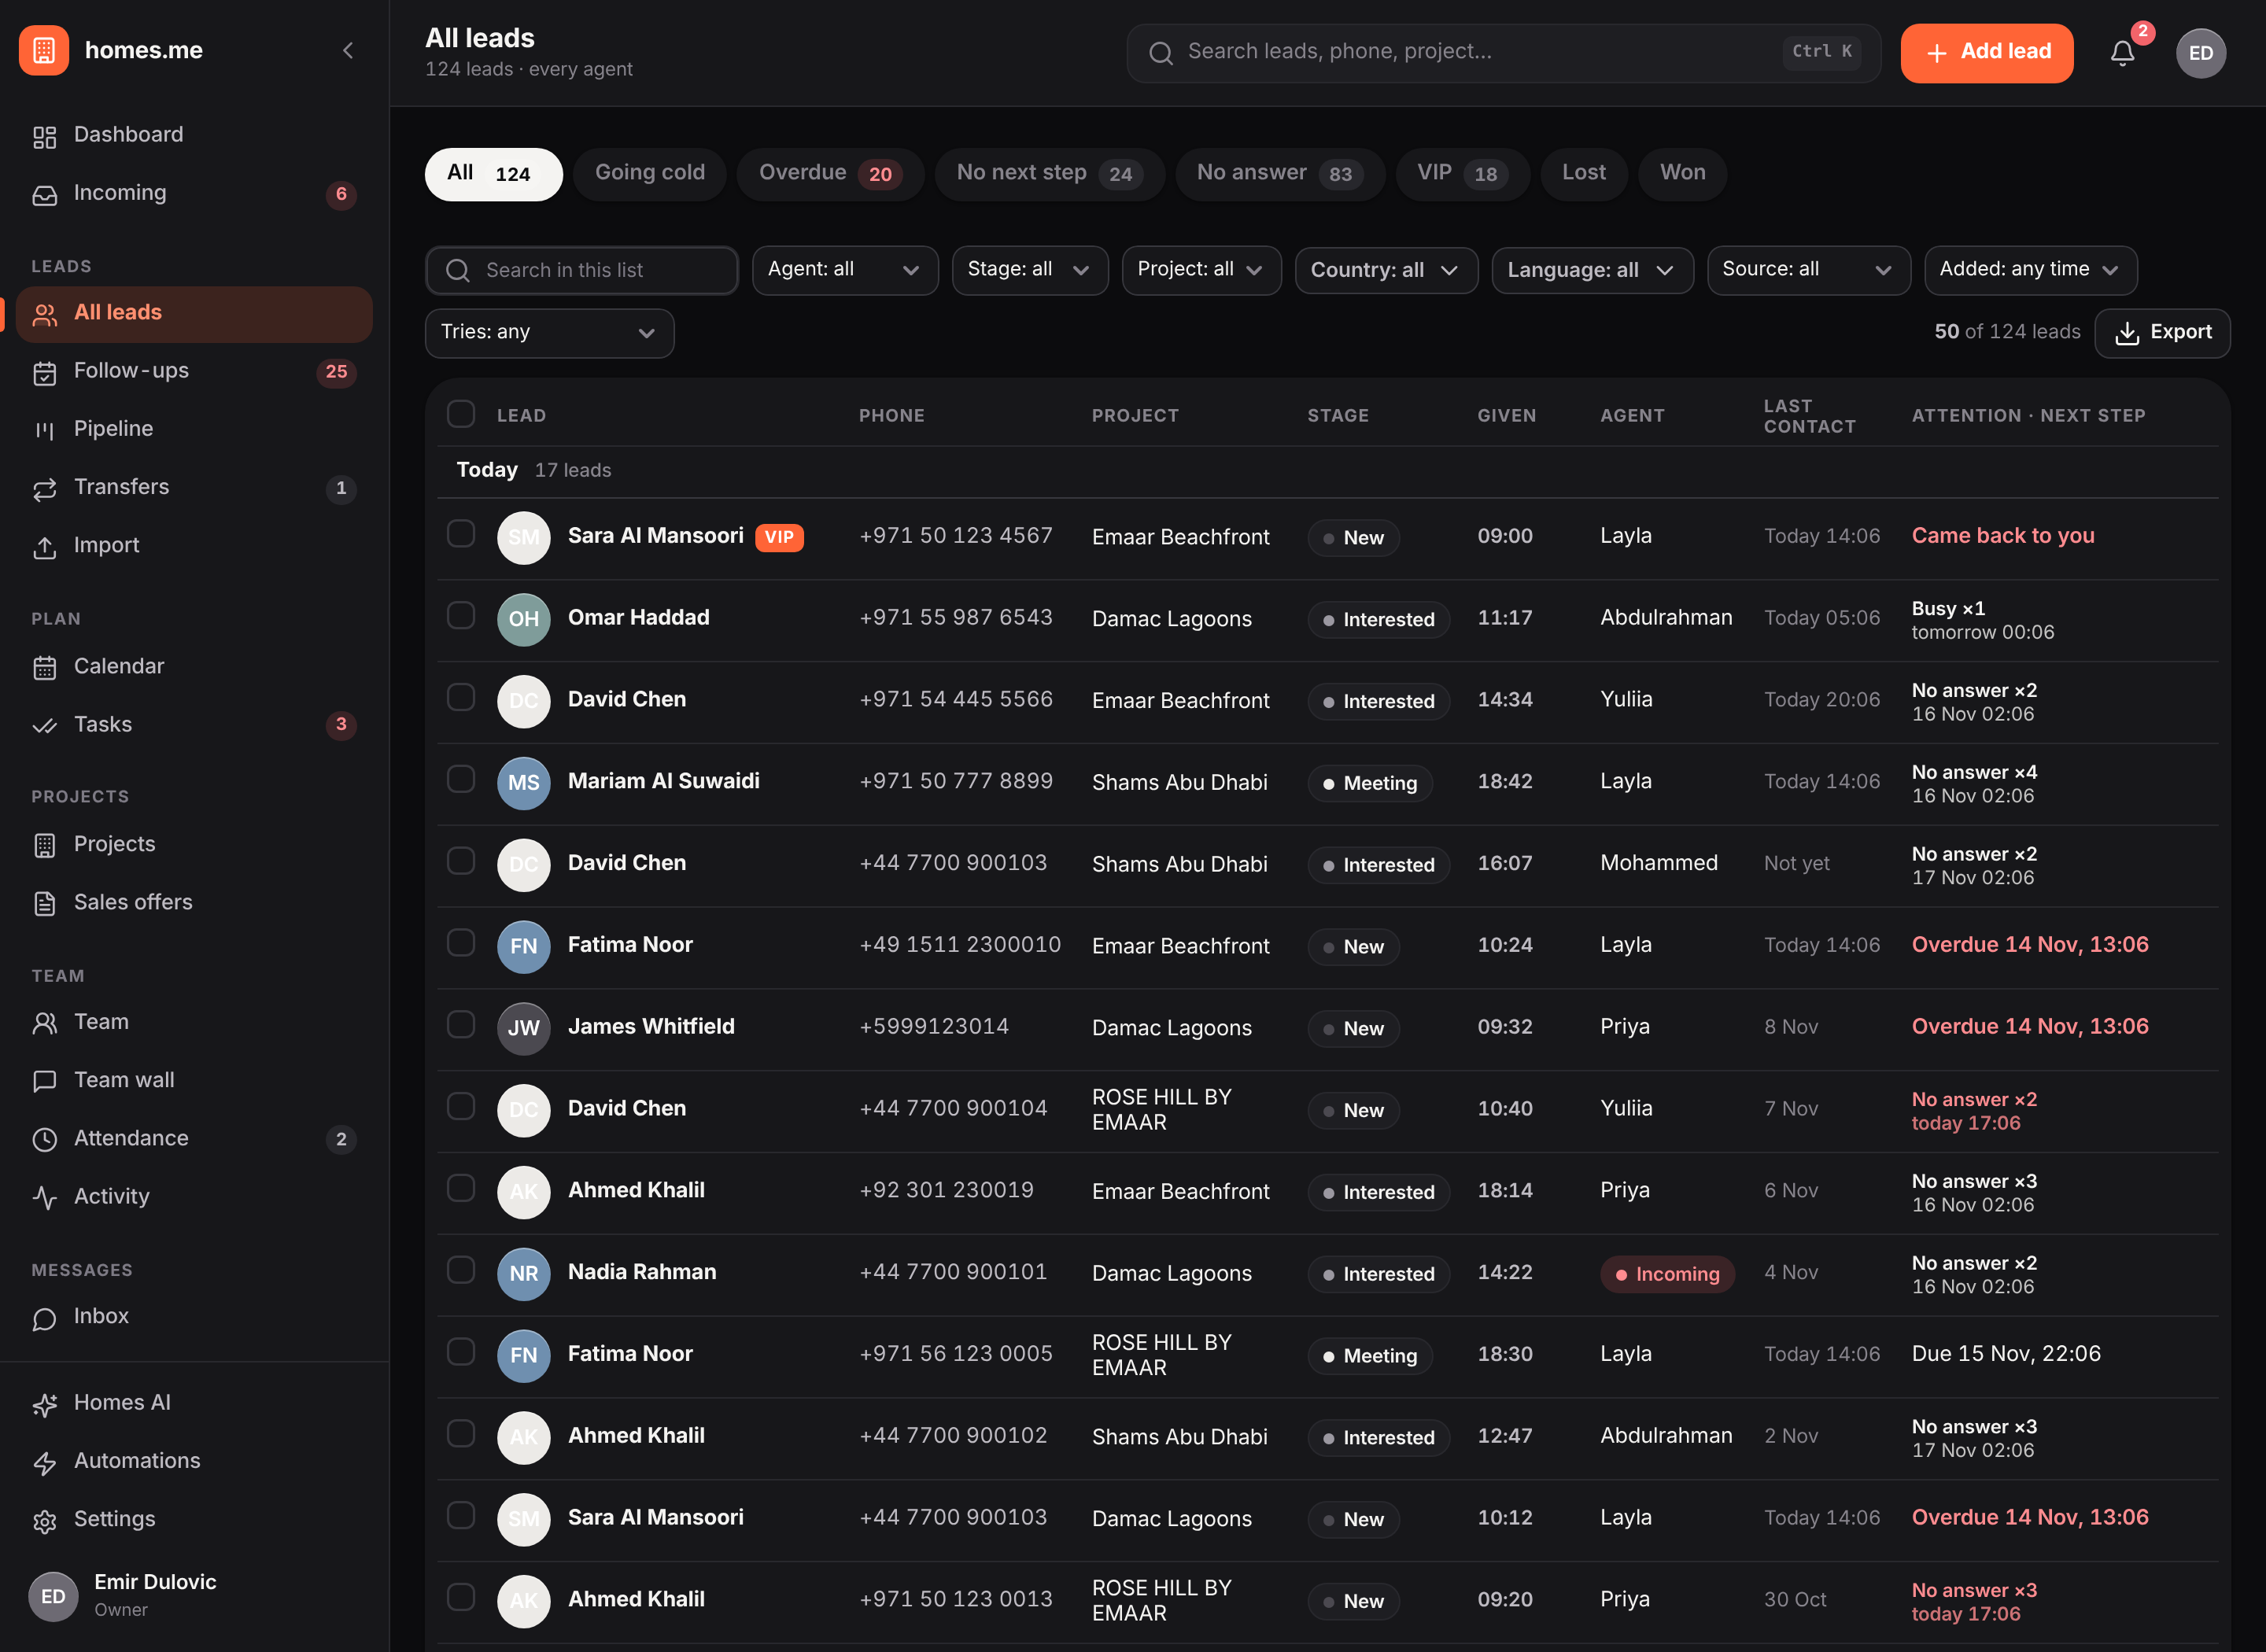 homes.me
Dashboard
Incoming 6
LEADS
All leads
Follow-ups 25
Pipeline
Transfers 1
Import
PLAN
Calendar
Tasks 3
PROJECTS
Projects
Sales offers
TEAM
Team
Team wall
Attendance 2
Activity
MESSAGES
Inbox
Homes AI
Automations
Settings
ED Emir Dulovic
Owner
All leads
124 leads · every agent
Search leads, phone, project... Ctrl K
+ Add lead
2
ED
All 124 Going cold Overdue 20 No next step 24 No answer 83 VIP 18 Lost Won
Search in this list Agent: all Stage: all Project: all Country: all Language: all Source: all Added: any time
Tries: any 50 of 124 leads Export
LEAD PHONE PROJECT STAGE GIVEN AGENT LAST CONTACT ATTENTION · NEXT STEP
Today 17 leads
SM Sara Al Mansoori VIP +971 50 123 4567 Emaar Beachfront New 09:00 Layla Today 14:06 Came back to you
OH Omar Haddad +971 55 987 6543 Damac Lagoons Interested 11:17 Abdulrahman Today 05:06 Busy ×1
tomorrow 00:06
DC David Chen +971 54 445 5566 Emaar Beachfront Interested 14:34 Yuliia Today 20:06 No answer ×2
16 Nov 02:06
MS Mariam Al Suwaidi +971 50 777 8899 Shams Abu Dhabi Meeting 18:42 Layla Today 14:06 No answer ×4
16 Nov 02:06
DC David Chen +44 7700 900103 Shams Abu Dhabi Interested 16:07 Mohammed Not yet No answer ×2
17 Nov 02:06
FN Fatima Noor +49 1511 2300010 Emaar Beachfront New 10:24 Layla Today 14:06 Overdue 14 Nov, 13:06
JW James Whitfield +5999123014 Damac Lagoons New 09:32 Priya 8 Nov Overdue 14 Nov, 13:06
DC David Chen +44 7700 900104 ROSE HILL BY EMAAR New 10:40 Yuliia 7 Nov No answer ×2
today 17:06
AK Ahmed Khalil +92 301 230019 Emaar Beachfront Interested 18:14 Priya 6 Nov No answer ×3
16 Nov 02:06
NR Nadia Rahman +44 7700 900101 Damac Lagoons Interested 14:22 Incoming 4 Nov No answer ×2
16 Nov 02:06
FN Fatima Noor +971 56 123 0005 ROSE HILL BY EMAAR Meeting 18:30 Layla Today 14:06 Due 15 Nov, 22:06
AK Ahmed Khalil +44 7700 900102 Shams Abu Dhabi Interested 12:47 Abdulrahman 2 Nov No answer ×3
17 Nov 02:06
SM Sara Al Mansoori +44 7700 900103 Damac Lagoons New 10:12 Layla Today 14:06 Overdue 14 Nov, 13:06
AK Ahmed Khalil +971 50 123 0013 ROSE HILL BY EMAAR New 09:20 Priya 30 Oct No answer ×3
today 17:06